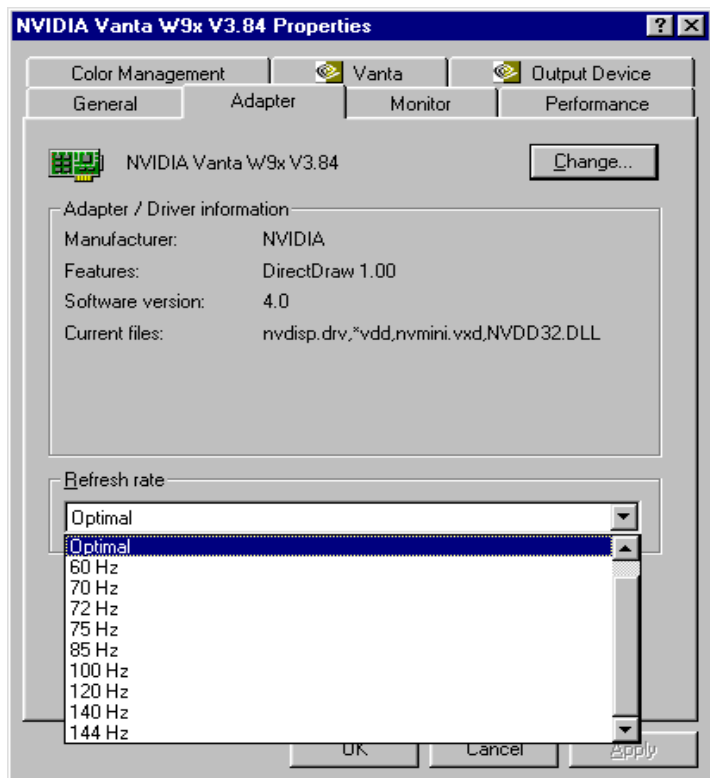 NVIDIA Vanta W9x V3.84 Properties
Color Management Vanta Output Device
General Adapter Monitor Performance
NVIDIA Vanta W9x V3.84 Change...
Adapter / Driver information
Manufacturer: NVIDIA
Features: DirectDraw 1.00
Software version: 4.0
Current files: nvdisp.drv,*vdd,nvmini.vxd,NVDD32.DLL
Refresh rate
Optimal
Optimal
60 Hz
70 Hz
72 Hz
75 Hz
85 Hz
100 Hz
120 Hz
140 Hz
144 Hz
OK Cancel Apply